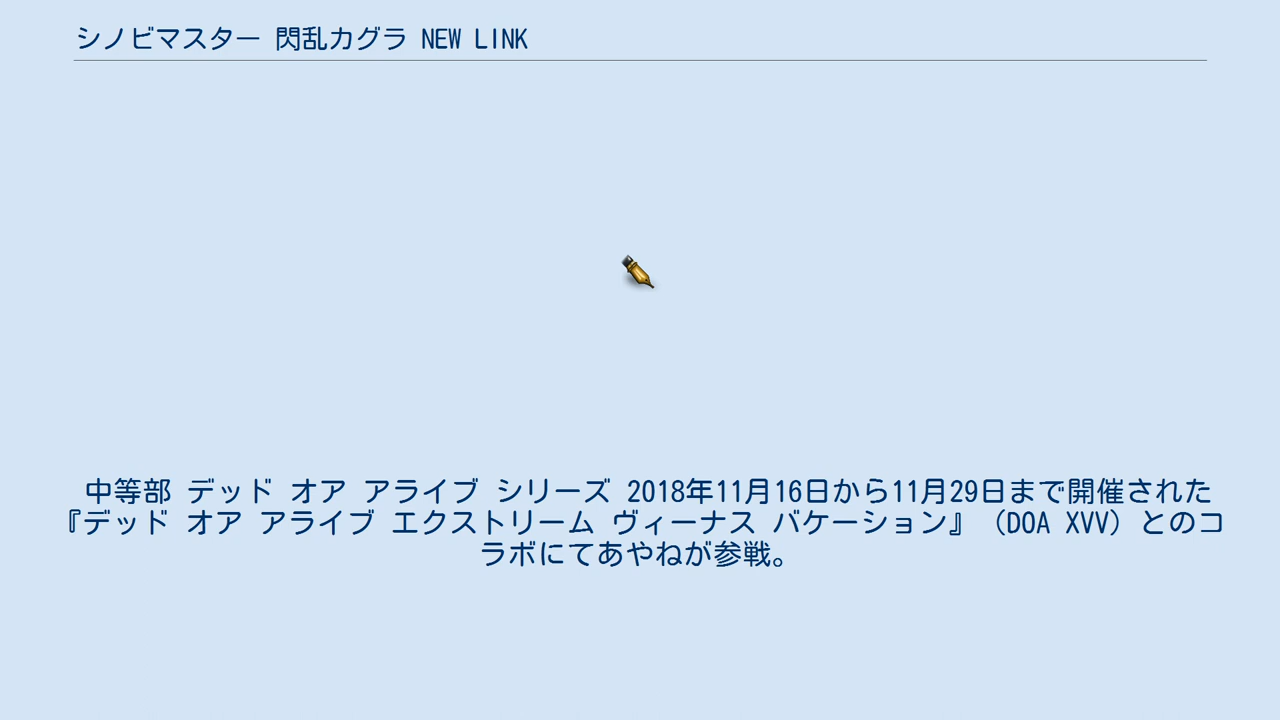 シノビマスター 閃乱カグラ NEW LINK
中等部 デッド オア アライブ シリーズ 2018年11月16日から11月29日まで開催された
『デッド オア アライブ エクストリーム ヴィーナス バケーション』（DOA XVV）とのコ
ラボにてあやねが参戦。